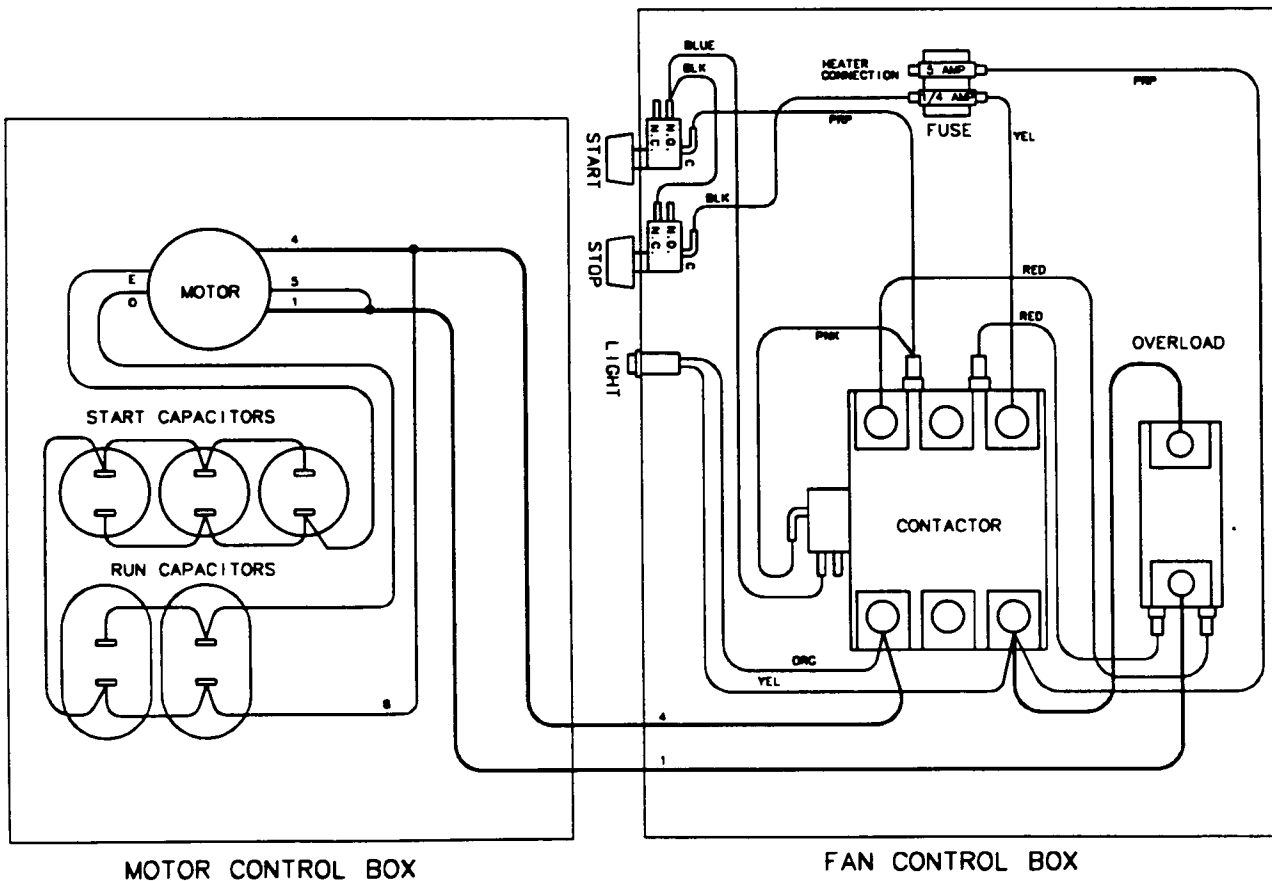 BLUE
BLK
HEATER
CONNECTION
5 AMP
1/4 AMP
FUSE
PRP
YEL
PRP
N.C.
N.O.
C
START
BLK
N.C.
N.O.
C
STOP
4
E
O
MOTOR
5
1
RED
RED
PNK
LIGHT
OVERLOAD
START CAPACITORS
CONTACTOR
RUN CAPACITORS
ORG
YEL
8
4
1
MOTOR CONTROL BOX
FAN CONTROL BOX